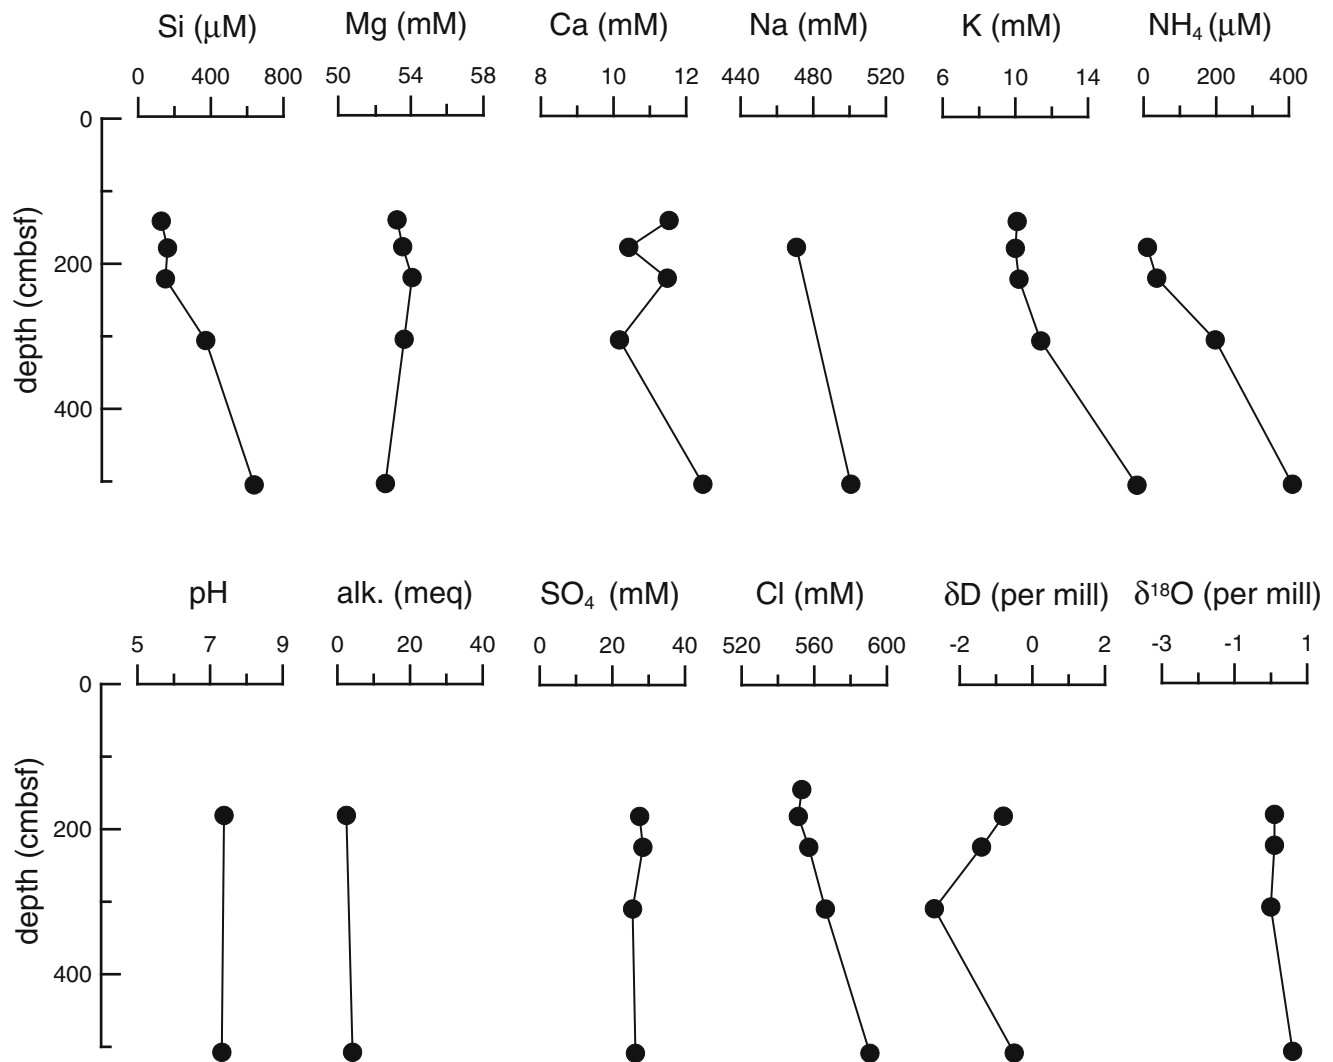 Si (μM) Mg (mM) Ca (mM) Na (mM) K (mM) NH₄ (μM)
0 400 800 50 54 58 8 10 12 440 480 520 6 10 14 0 200 400
0
200
400
depth (cmbsf)
pH alk. (meq) SO₄ (mM) Cl (mM) δD (per mill) δ¹⁸O (per mill)
5 7 9 0 20 40 0 20 40 520 560 600 -2 0 2 -3 -1 1
0
200
400
depth (cmbsf)